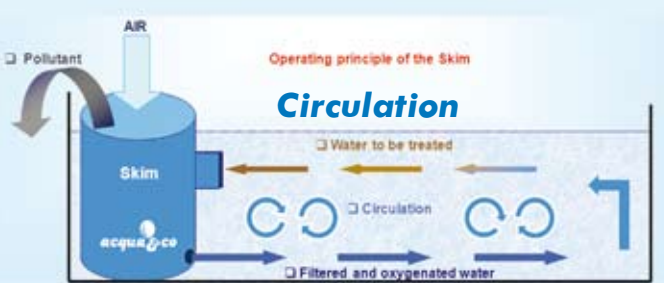 AIR
❑ Pollutant
Operating principle of the Skim
Circulation
❑ Water to be treated
Skim
❑ Circulation
acqua&co
❑ Filtered and oxygenated water